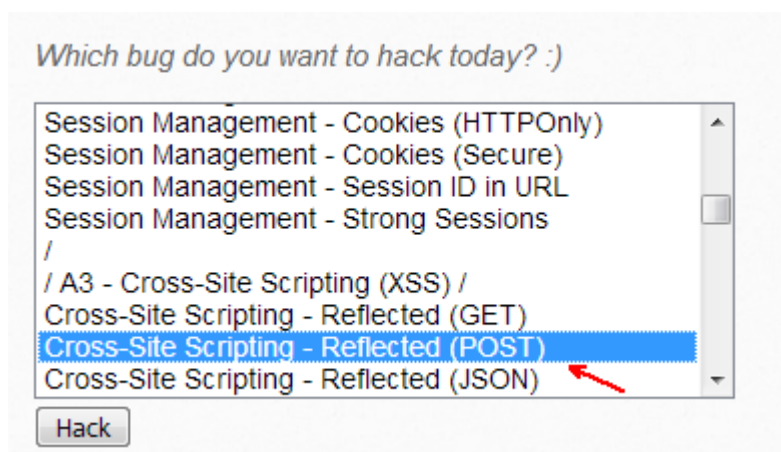 Which bug do you want to hack today? :)
Session Management - Cookies (HTTPOnly)
Session Management - Cookies (Secure)
Session Management - Session ID in URL
Session Management - Strong Sessions
/
/ A3 - Cross-Site Scripting (XSS) /
Cross-Site Scripting - Reflected (GET)
Cross-Site Scripting - Reflected (POST)
Cross-Site Scripting - Reflected (JSON)
Hack